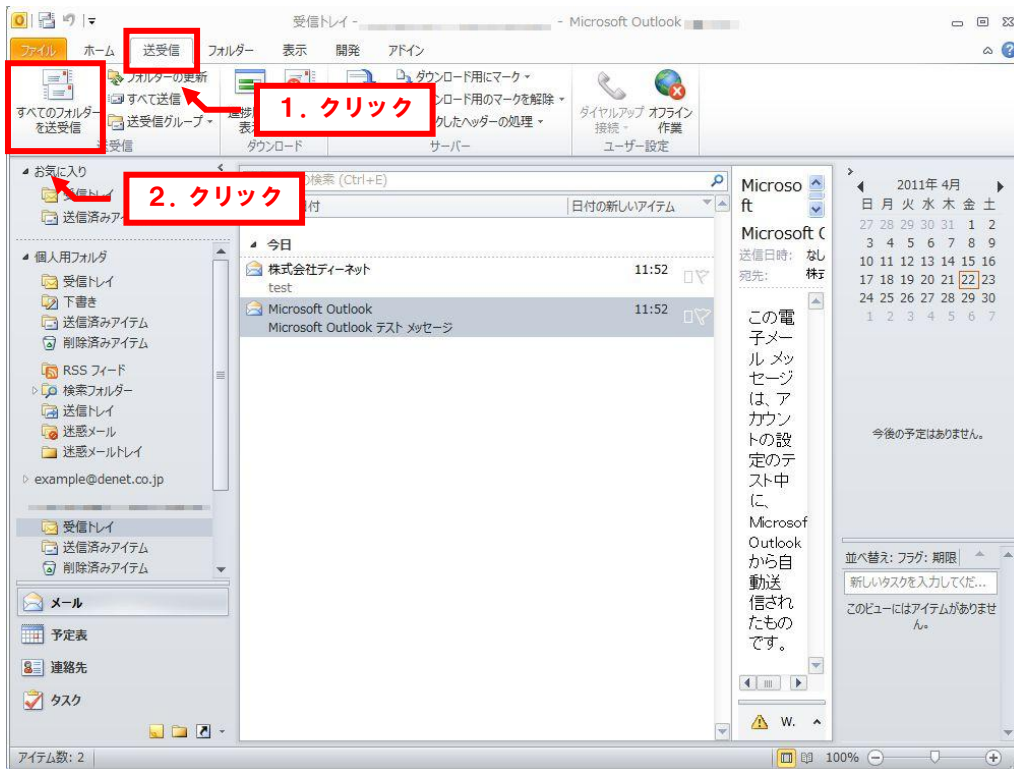 受信トレイ -
- Microsoft Outlook
ファイル ホーム 送受信 フォルダー 表示 開発 アドイン
すべてのフォルダー
を送受信
フォルダーの更新
すべて送信
送受信グループ
送受信
表示
ダウンロード
ダウンロード用にマーク
ウンロード用のマークを解除
クしたヘッダーの処理
サーバー
ダイヤルアップ
接続
オフライン
作業
ユーザー設定
1. クリック
2. クリック
お気に入り
受信トレイ
送信済みアイ
個人用フォルダ
受信トレイ
下書き
送信済みアイテム
削除済みアイテム
RSS フィード
検索フォルダー
送信トレイ
迷惑メール
迷惑メールトレイ
example@denet.co.jp
受信トレイ
送信済みアイテム
削除済みアイテム
メール
予定表
連絡先
タスク
アイテム数: 2
の検索 (Ctrl+E)
日付の新しいアイテム
今日
株式会社ディーネット 11:52
test
Microsoft Outlook 11:52
Microsoft Outlook テスト メッセージ
Microso
ft
Microsoft
送信日時: なし
宛先: 株式
この電
子メー
ル メッ
セージ
は、ア
カウン
トの設
定のテ
スト中
に、
Microsof
Outlook
から自
動送
信され
たもの
です。
W.
2011年 4月
日 月 火 水 木 金 土
27 28 29 30 31 1 2
3 4 5 6 7 8 9
10 11 12 13 14 15 16
17 18 19 20 21 22 23
24 25 26 27 28 29 30
1 2 3 4 5 6 7
今後の予定はありません。
並べ替え: フラグ: 期限
新しいタスクを入力してくだ...
このビューにはアイテムがありませ
ん。
100%